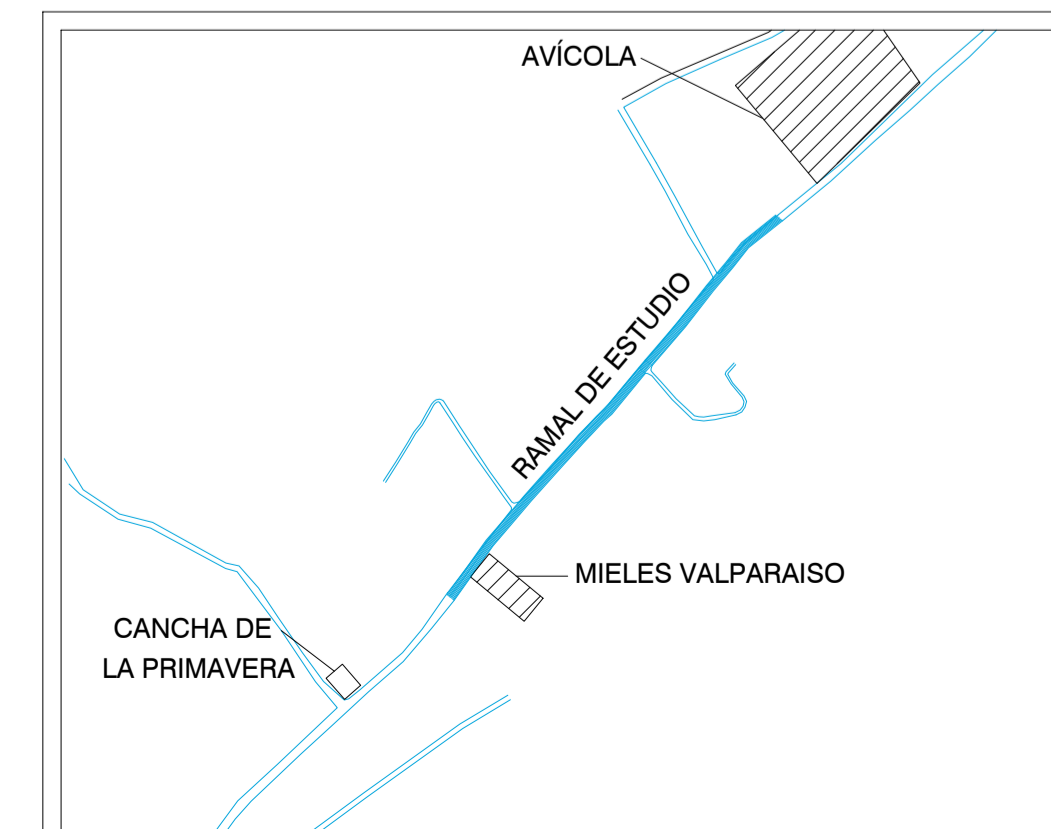 AVÍCOLA
RAMAL DE ESTUDIO
MIELES VALPARAISO
CANCHA DE
LA PRIMAVERA